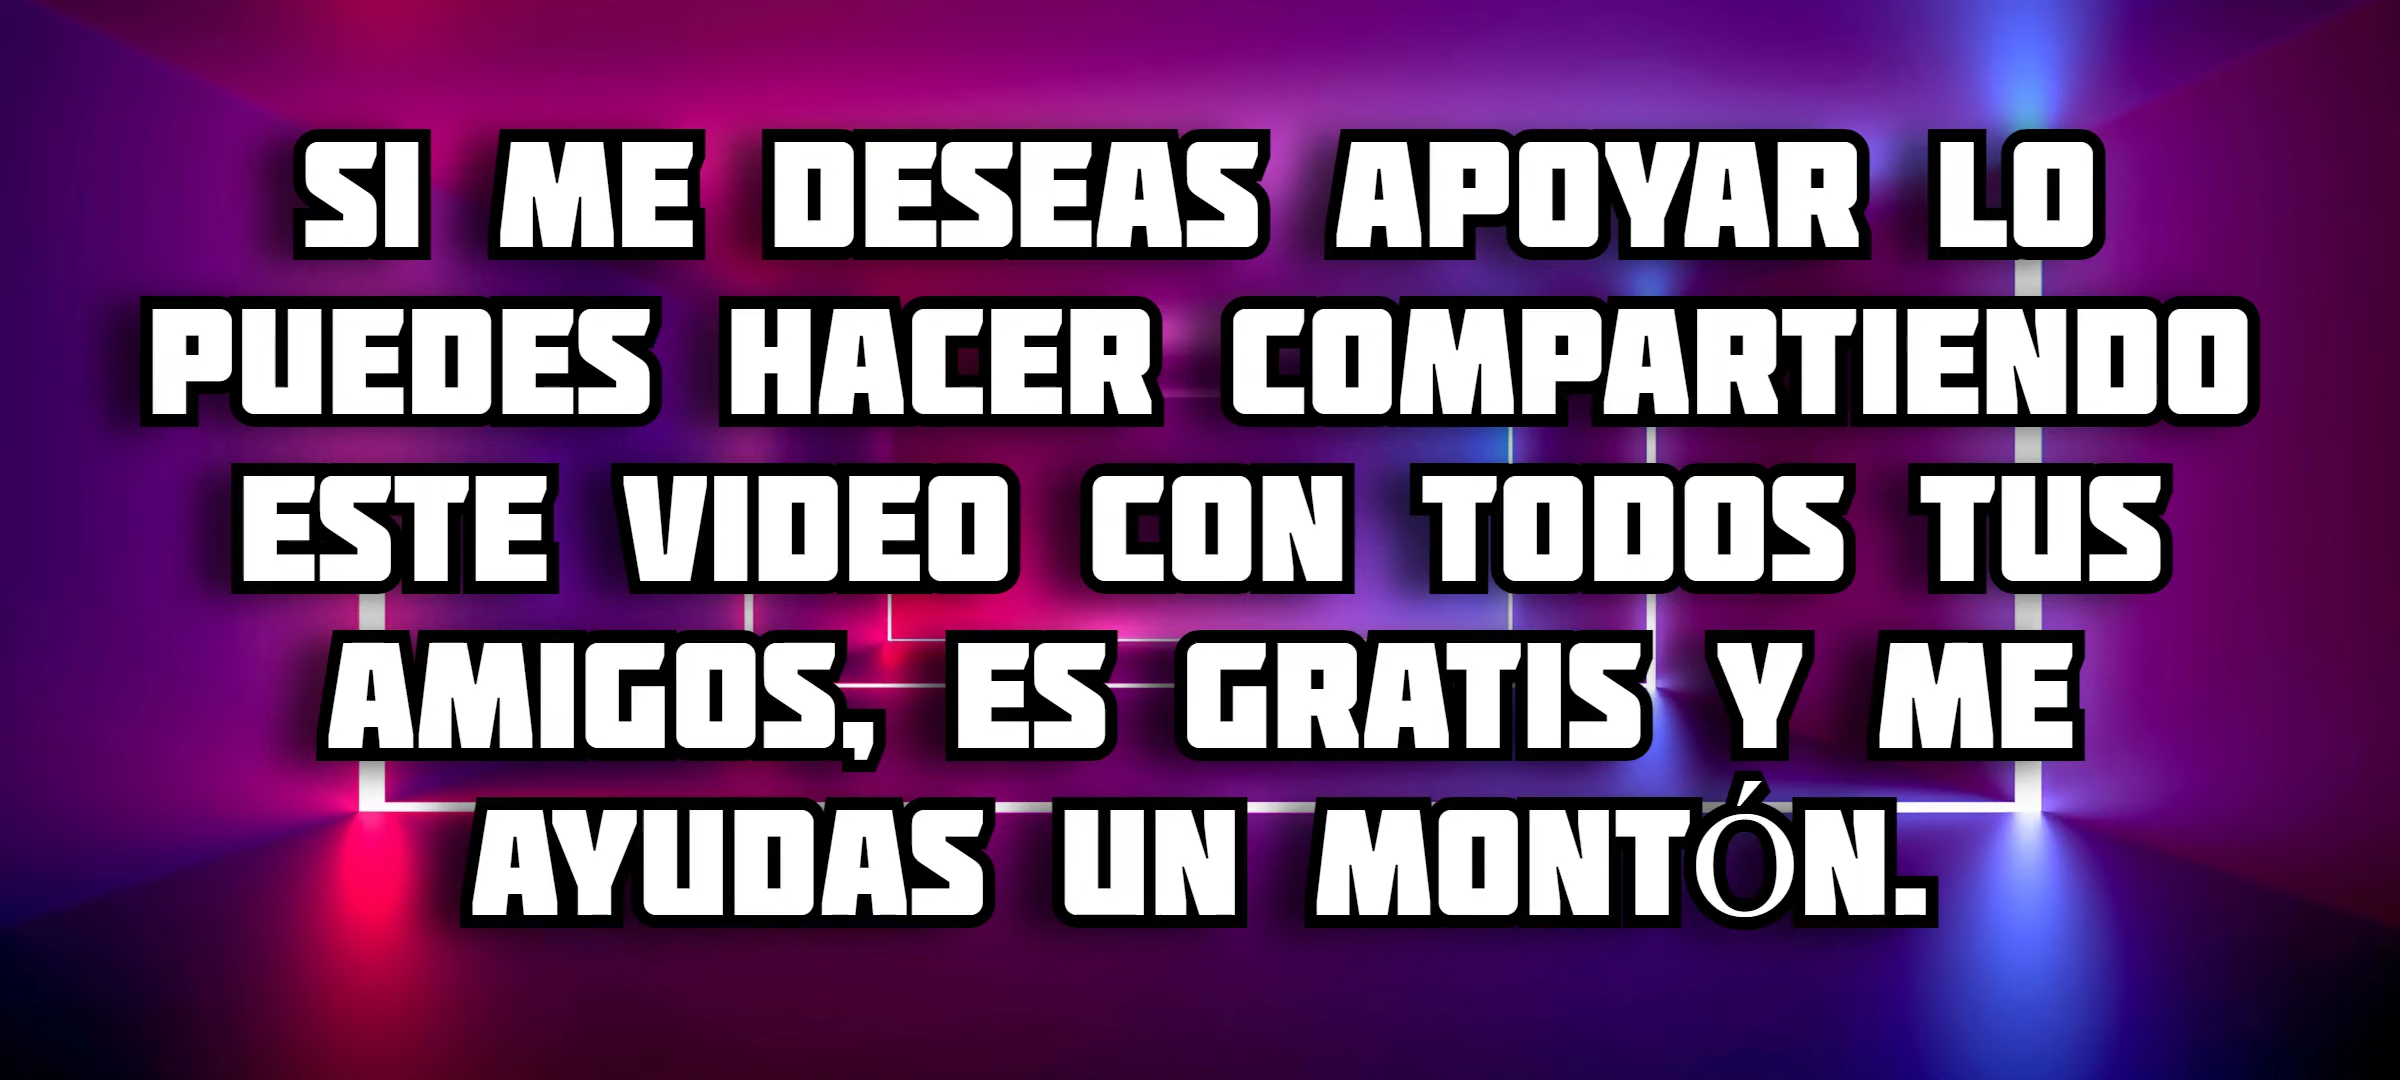 SI ME DESEAS APOYAR LO
PUEDES HACER COMPARTIENDO
ESTE VIDEO CON TODOS TUS
AMIGOS, ES GRATIS Y ME
AYUDAS UN MONTÓN.